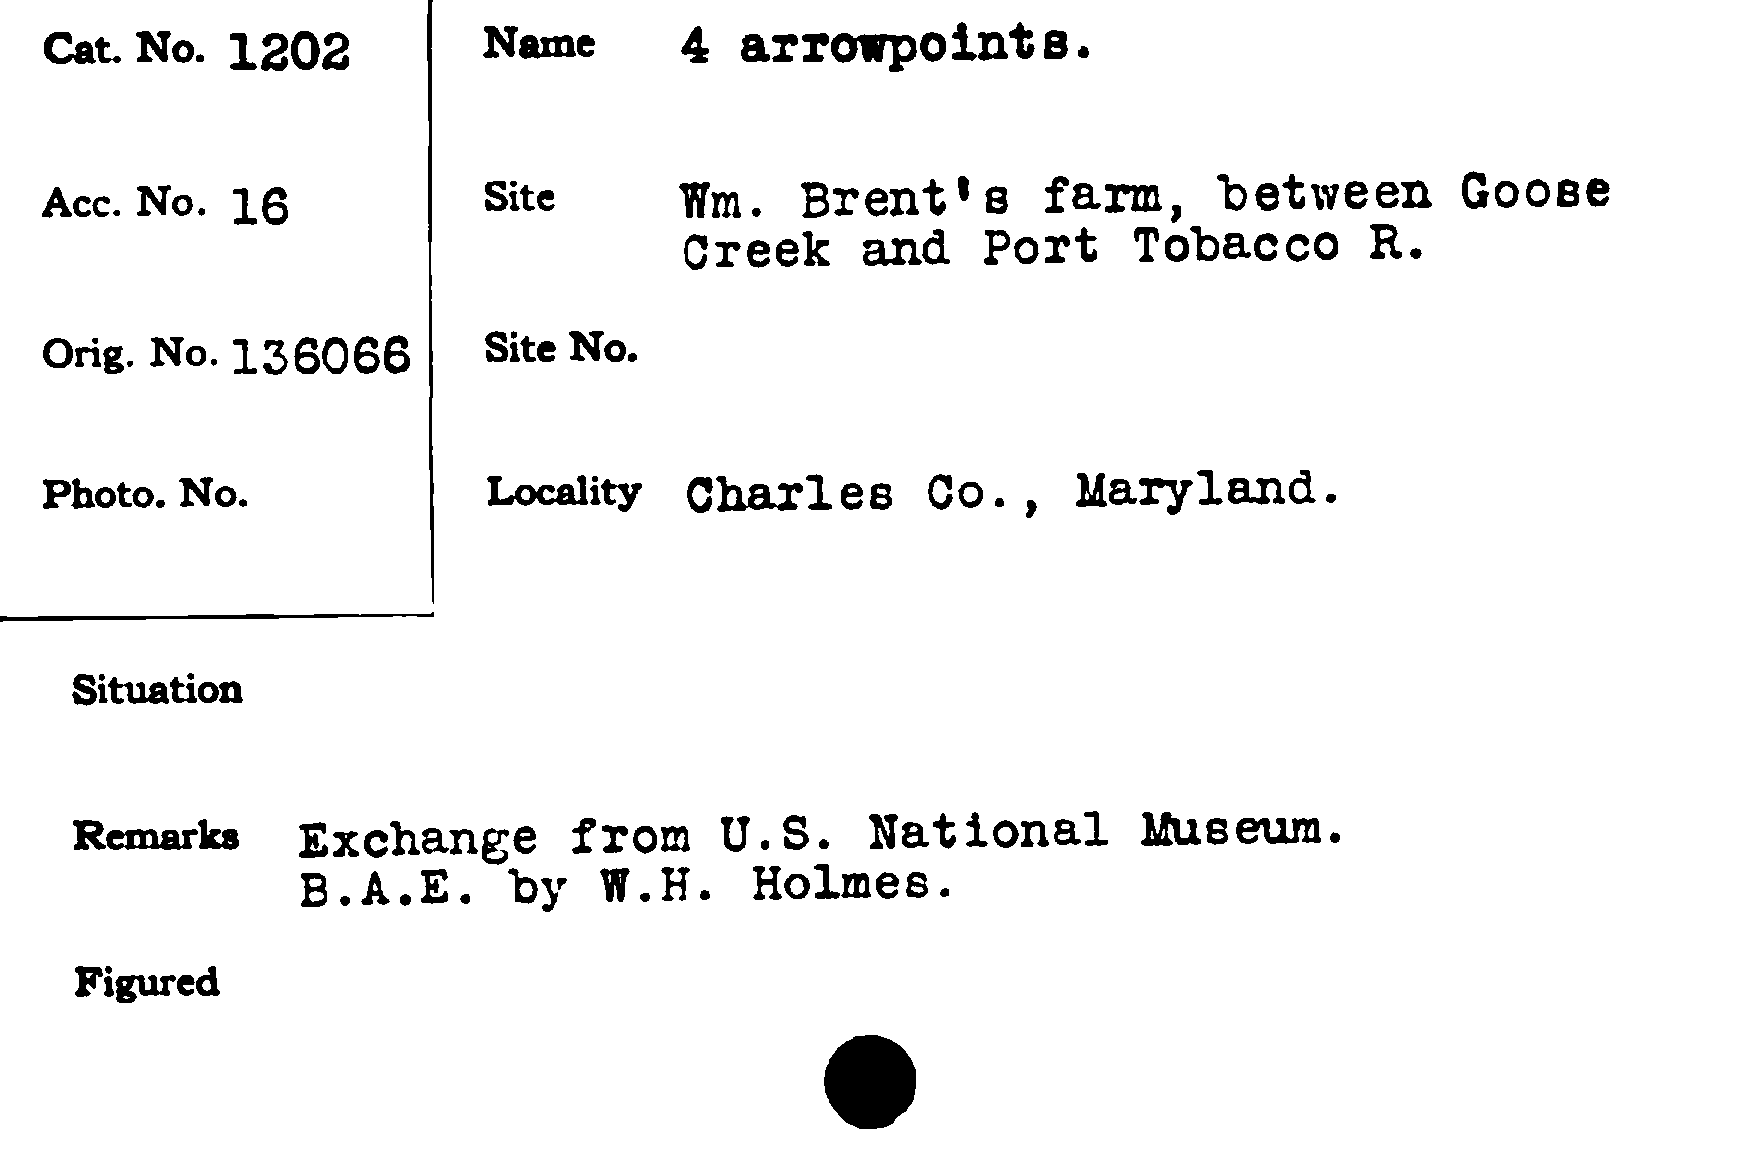 Cat. No. 1202
Name 4 arrowpoints.
Acc. No. 16
Site Wm. Brent's farm, between Goose
Creek and Port Tobacco R.
Orig. No. 136066
Site No.
Photo. No.
Locality Charles Co., Maryland.
Situation
Remarks Exchange from U.S. National Museum.
B.A.E. by W.H. Holmes.
Figured